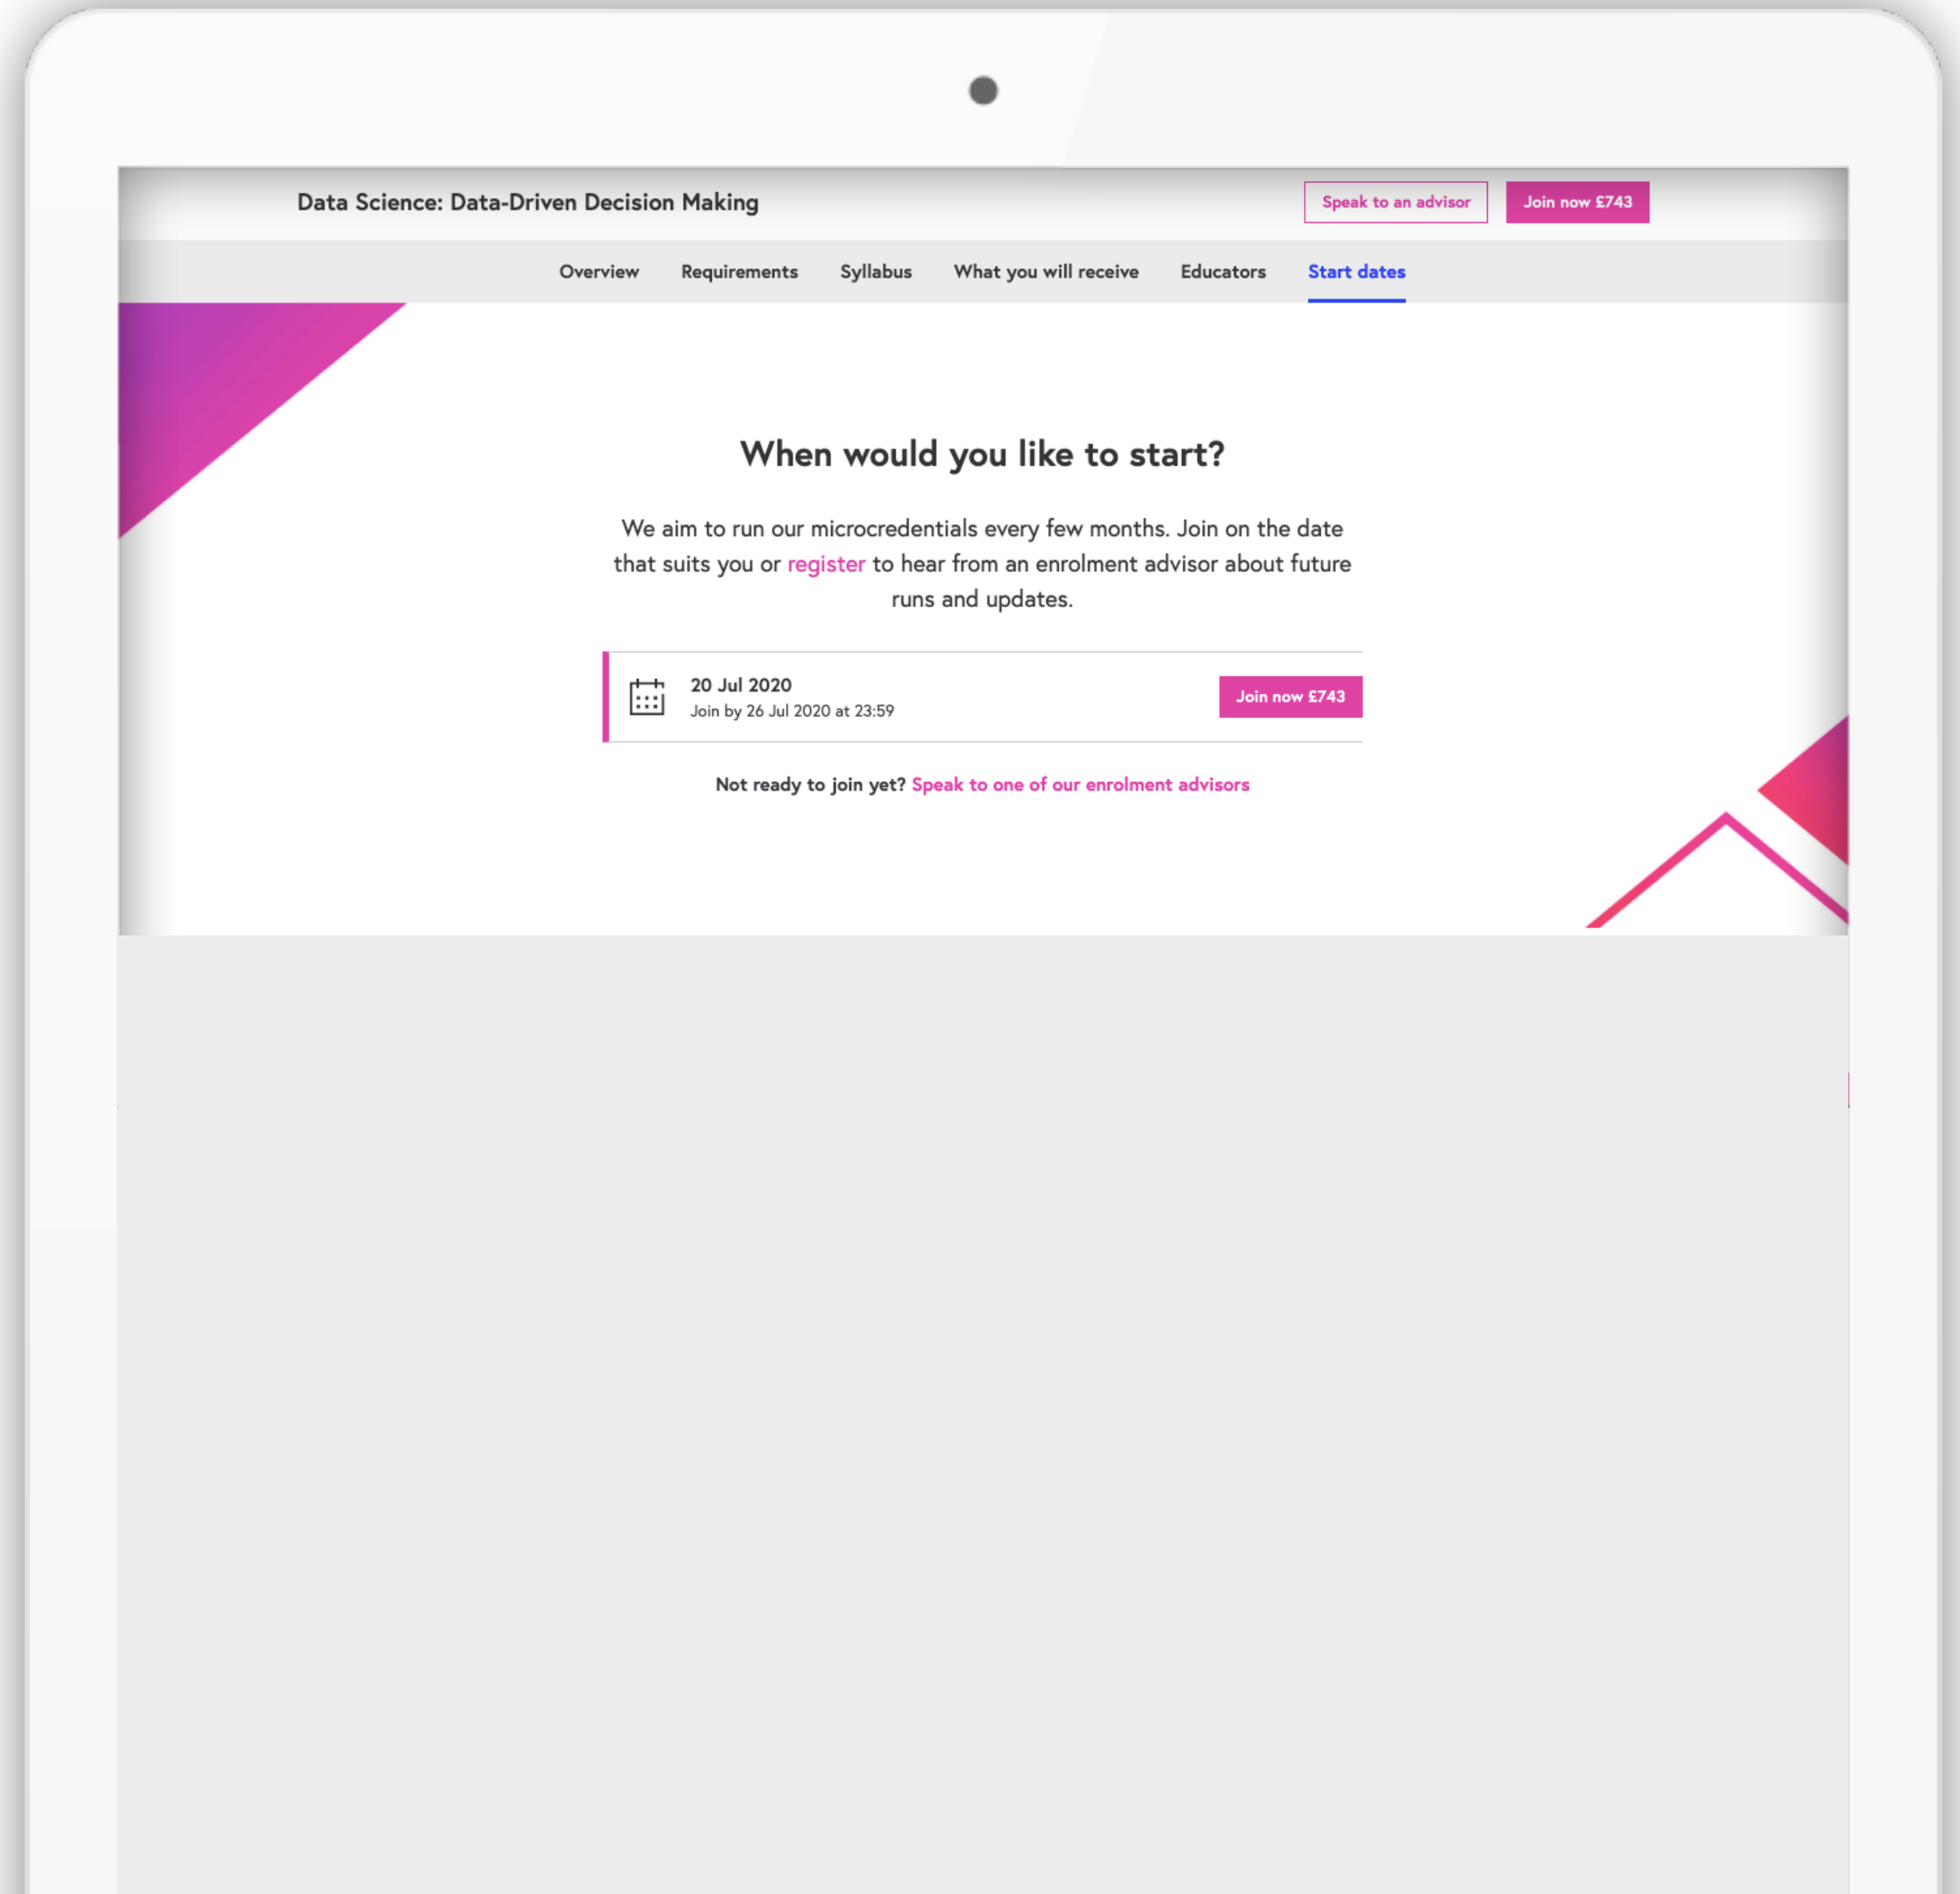 Data Science: Data-Driven Decision Making
Speak to an advisor
Join now £743
Overview
Requirements
Syllabus
What you will receive
Educators
Start dates
When would you like to start?
We aim to run our microcredentials every few months. Join on the date
that suits you or register to hear from an enrolment advisor about future
runs and updates.
20 Jul 2020
Join by 26 Jul 2020 at 23:59
Join now £743
Not ready to join yet? Speak to one of our enrolment advisors